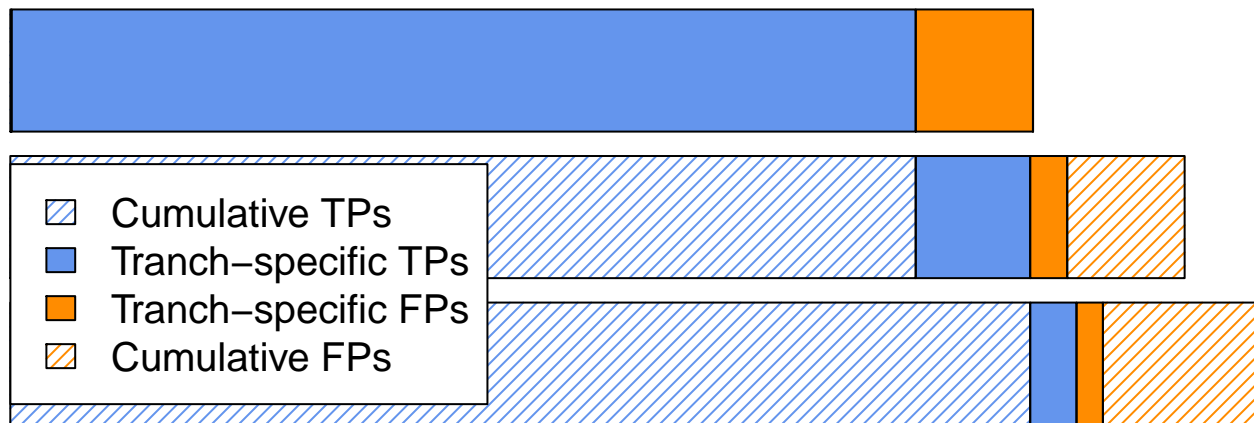 Cumulative TPs
Tranch−specific TPs
Tranch−specific FPs
Cumulative FPs